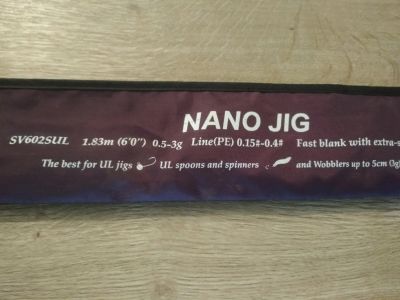 NANO JIG
SV602SUL 1.83m (6'0") 0.5-3g Line(PE) 0.15#-0.4# Fast blank with extra-s
The best for UL jigs UL spoons and spinners and Wobblers up to 5cm